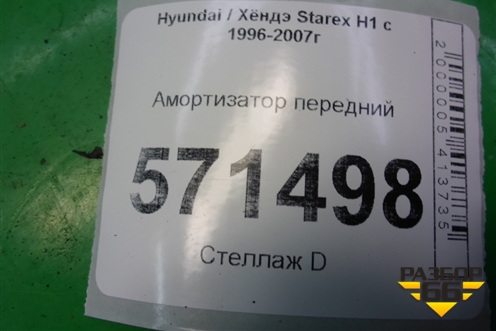 Hyundai / Хёндэ Starex H1 с
1996-2007г
Амортизатор передний
571498
Стеллаж D
2000005413735
РАЗБОР
66